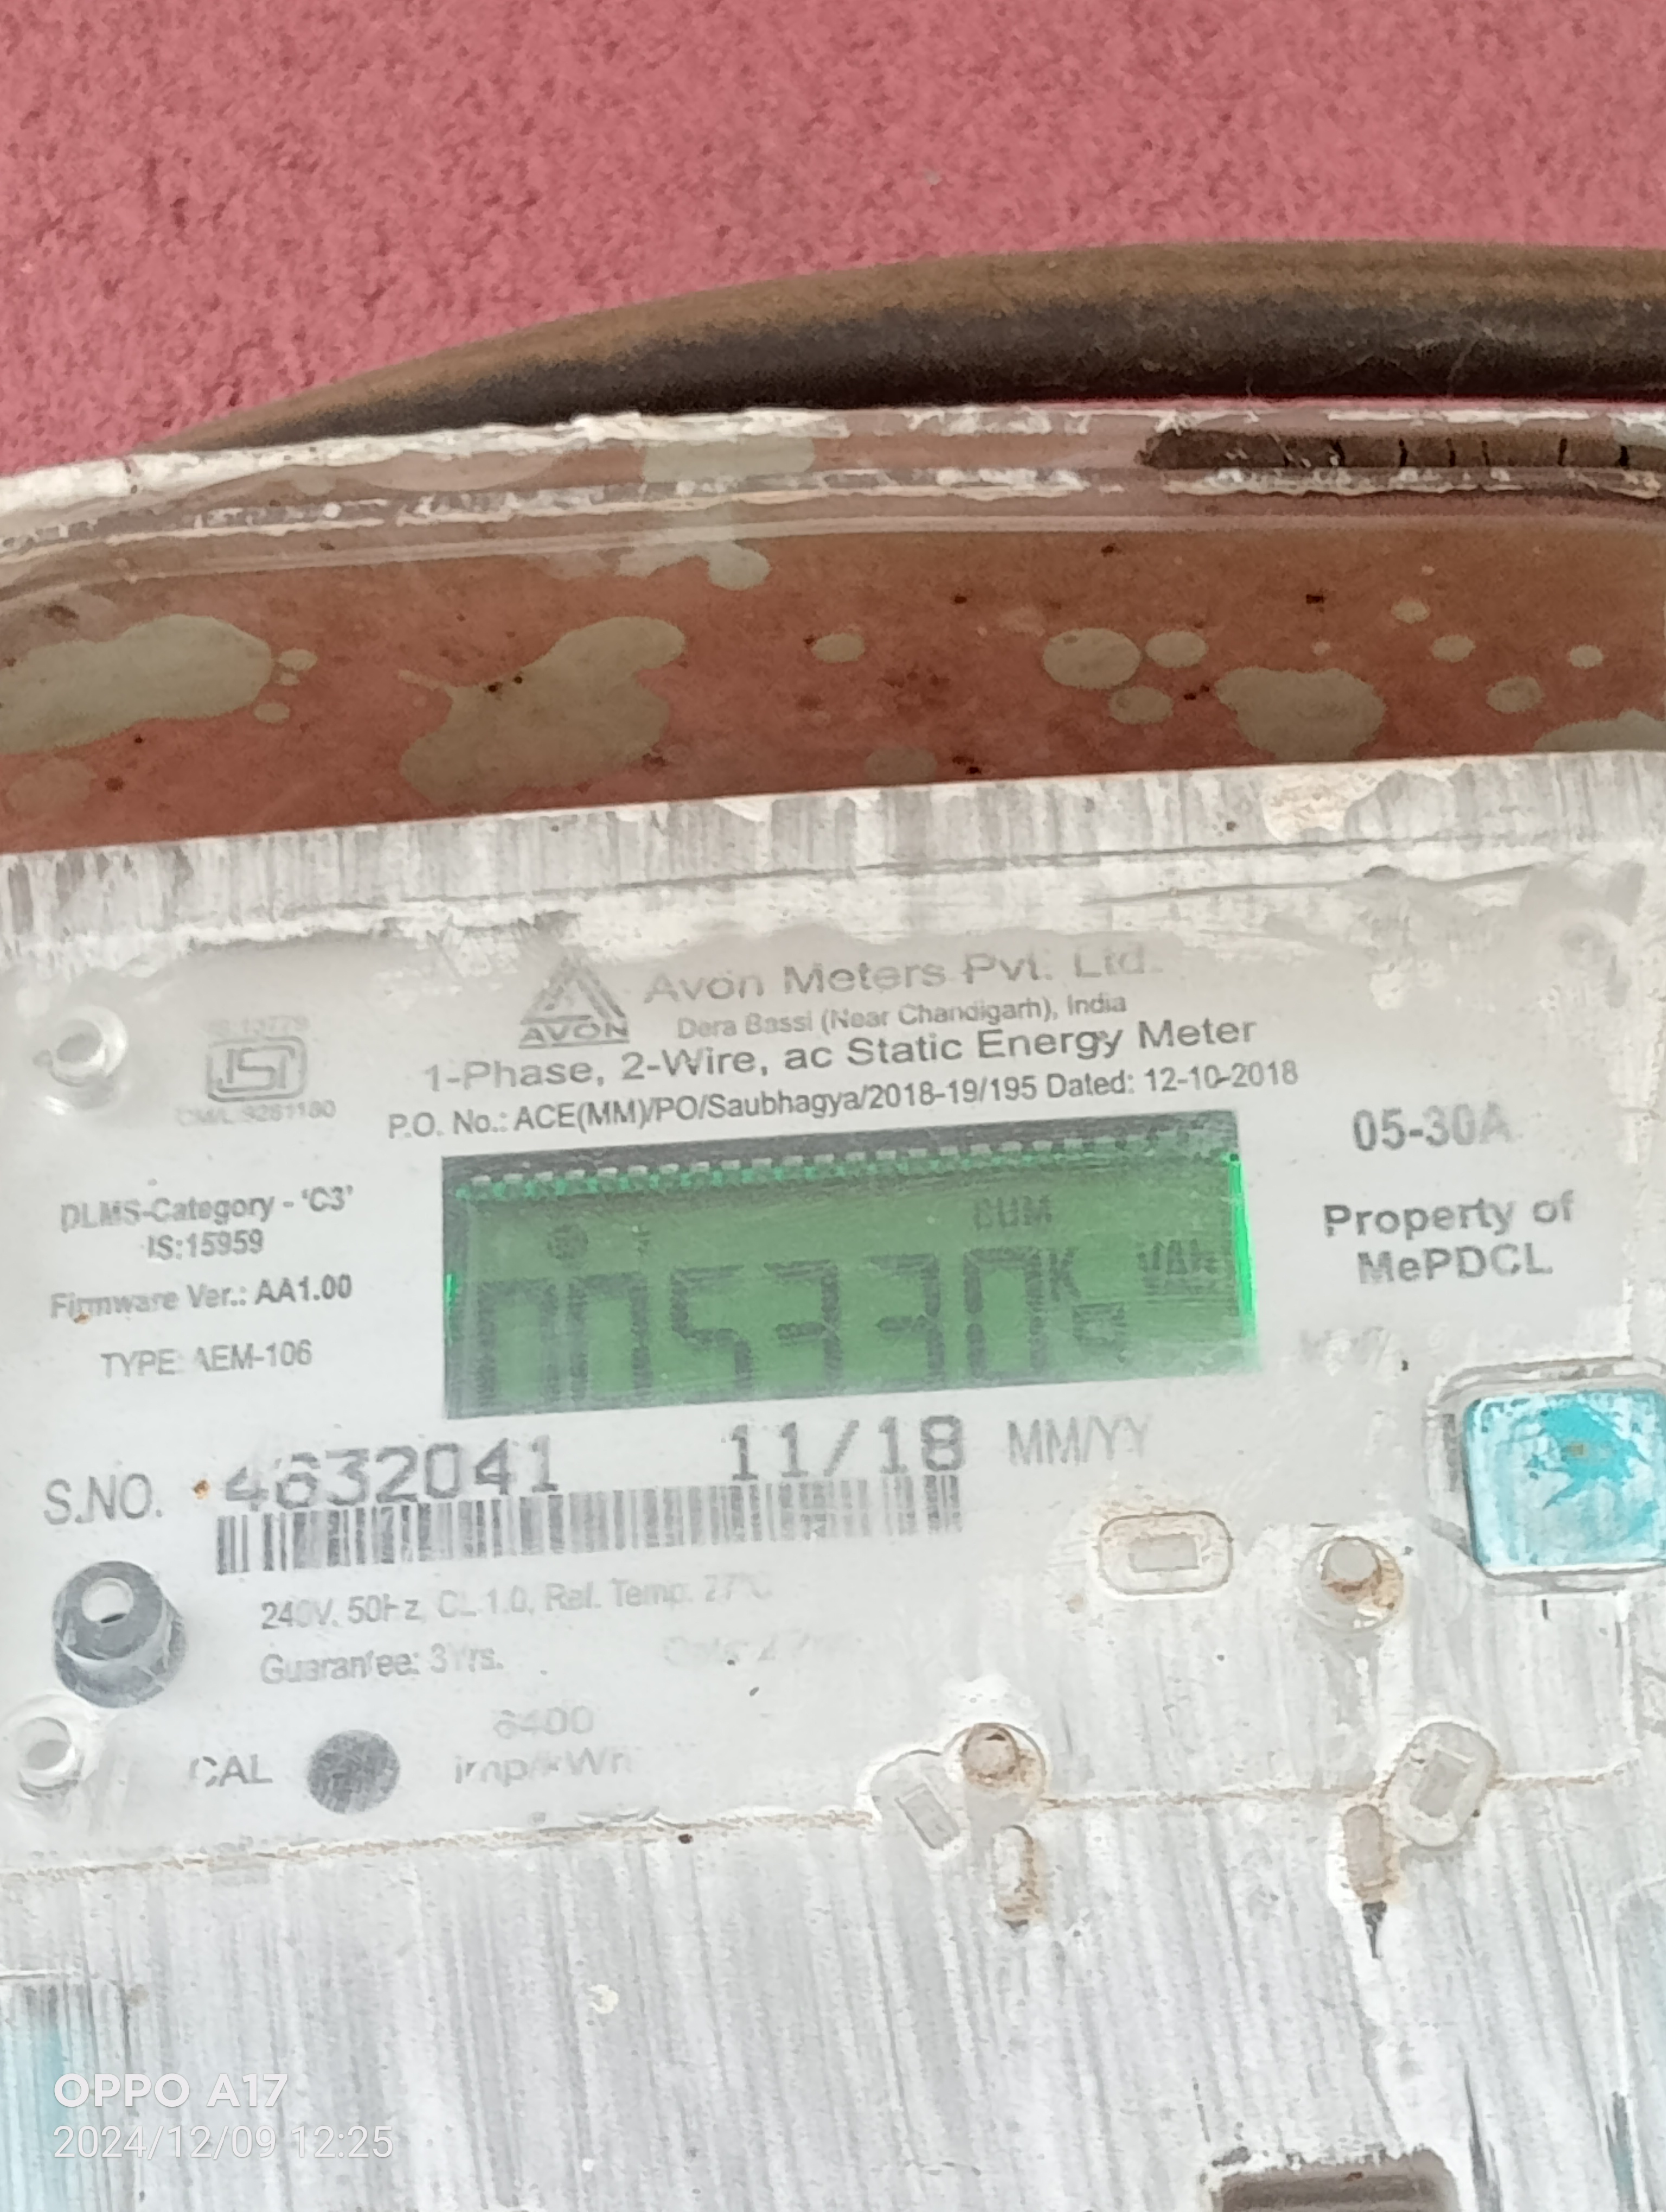 Avon Meters Pvt. Ltd.
AVON
Dera Bassi (Near Chandigarh), India
1-Phase, 2-Wire, ac Static Energy Meter
P.O. No.: ACE(MM)/PO/Saubhagya/2018-19/195 Dated: 12-10-2018
ISI
05-30A
DLMS-Category - 'C3'
IS:15959
Firmware Ver.: AA1.00
TYPE: AEM-106
CUM
005330
K
Property of
MePDCL
S.NO. 4632041 11/18 MM/YY
240V, 50Hz, CL 1.0, Ref. Temp. 27°C
Guarantee: 3Yrs.
CAL
6400
imp/kWh
OPPO A17
2024/12/09 12:25